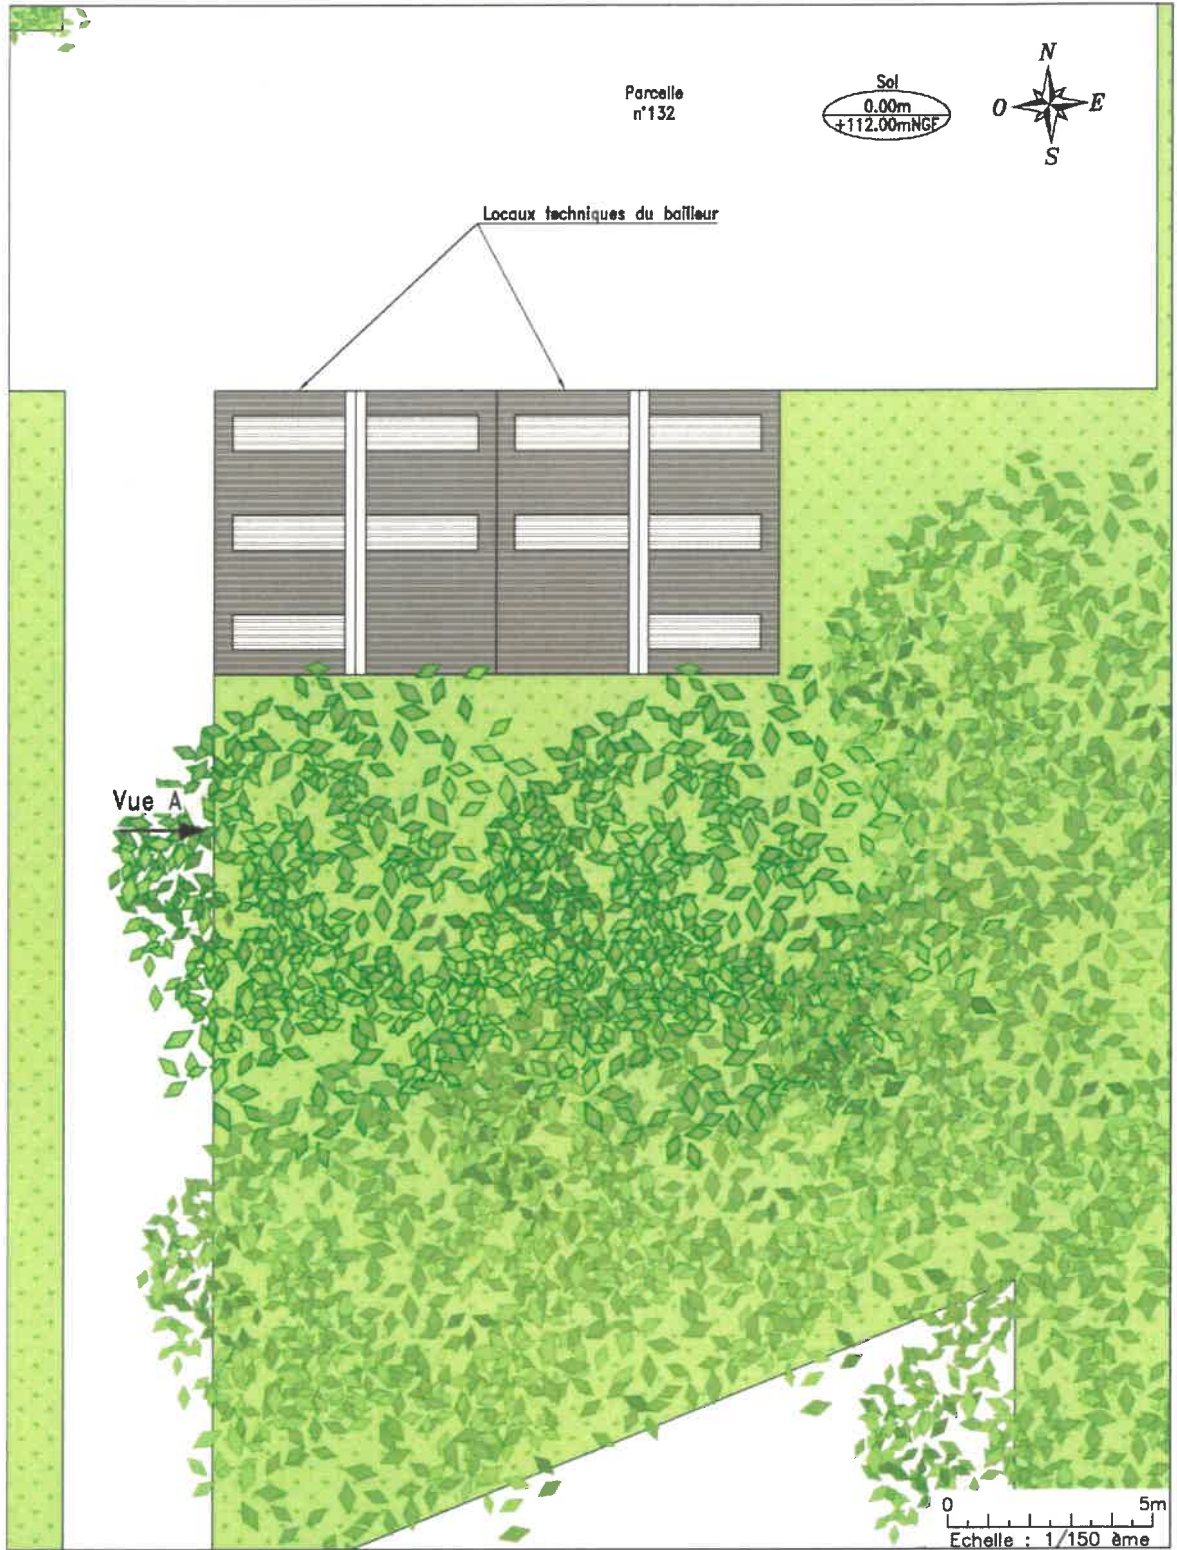 N
Sol
Parcelle
n°132
0.00m
+112.00mNGF
O
E
S
Locaux techniques du bailleur
Vue A
0
5m
Echelle : 1/150 ème